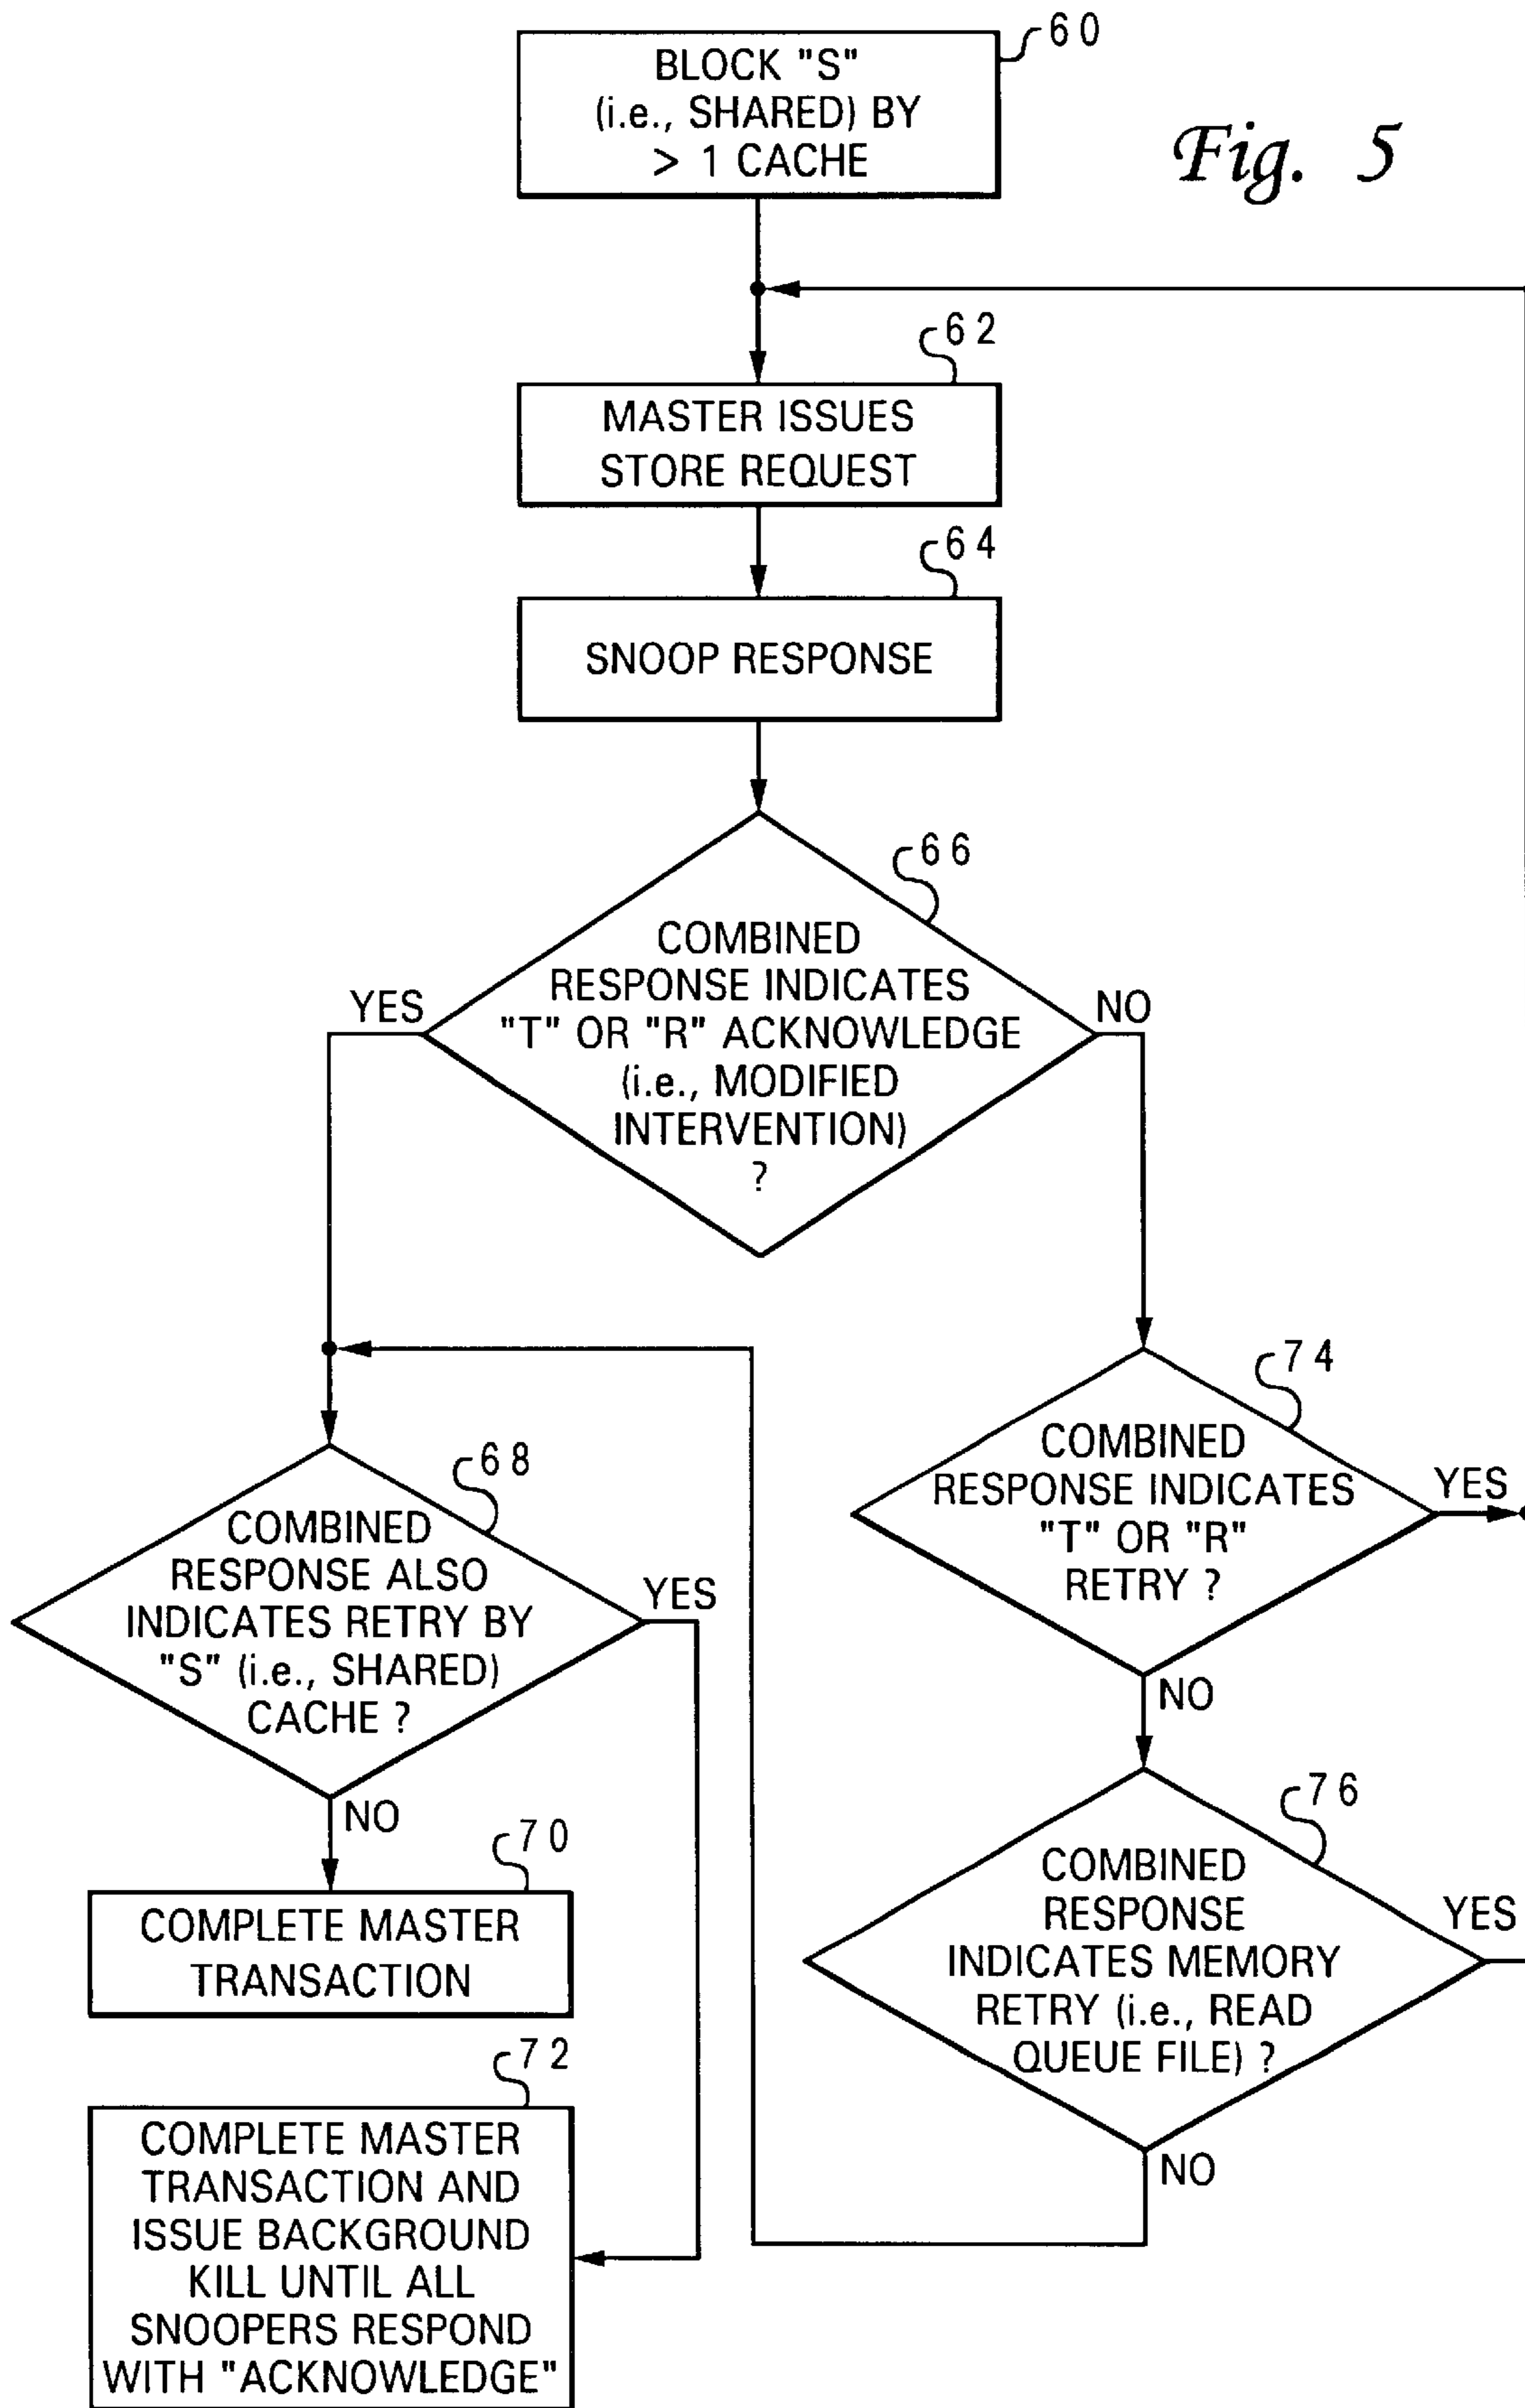 60
BLOCK "S"
(i.e., SHARED) BY
> 1 CACHE
Fig. 5
62
MASTER ISSUES
STORE REQUEST
64
SNOOP RESPONSE
66
COMBINED
RESPONSE INDICATES
"T" OR "R" ACKNOWLEDGE
(i.e., MODIFIED
INTERVENTION)
?
YES
NO
68
COMBINED
RESPONSE ALSO
INDICATES RETRY BY
"S" (i.e., SHARED)
CACHE ?
YES
NO
70
COMPLETE MASTER
TRANSACTION
72
COMPLETE MASTER
TRANSACTION AND
ISSUE BACKGROUND
KILL UNTIL ALL
SNOOPERS RESPOND
WITH "ACKNOWLEDGE"
74
COMBINED
RESPONSE INDICATES
"T" OR "R"
RETRY ?
YES
NO
76
COMBINED
RESPONSE
INDICATES MEMORY
RETRY (i.e., READ
QUEUE FILE) ?
YES
NO